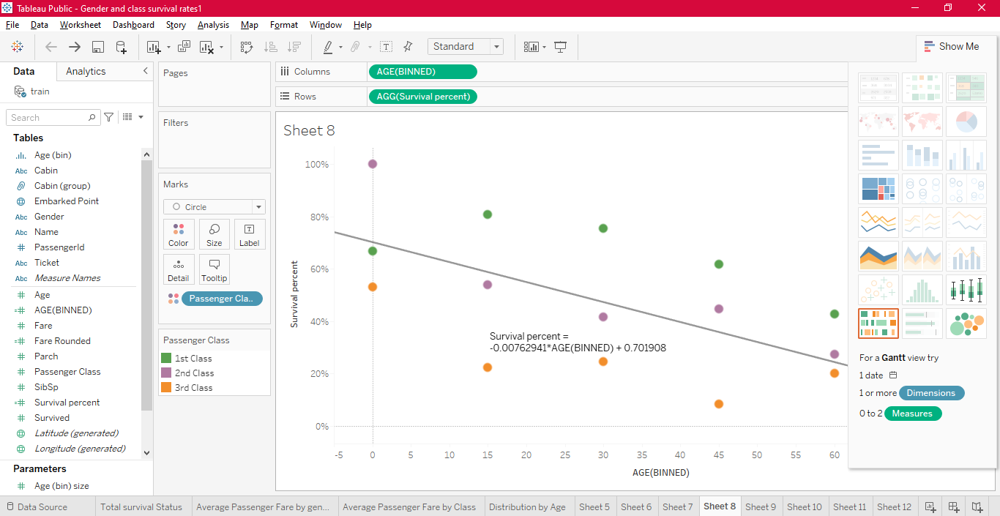 Tableau Public - Gender and class survival rates1
File Data Worksheet Dashboard Story Analysis Map Format Window Help
Standard
Show Me
Data Analytics
train
Search
Tables
Age (bin)
Abc Cabin
Cabin (group)
Embarked Point
Abc Gender
Abc Name
PassengerId
Abc Ticket
Abc Measure Names
Age
AGE(BINNED)
Fare
Fare Rounded
Parch
Passenger Class
SibSp
Survival percent
Survived
Latitude (generated)
Longitude (generated)
Parameters
Age (bin) size
Pages
Filters
Marks
Circle
Color Size Label
Detail Tooltip
Passenger Cla..
Passenger Class
1st Class
2nd Class
3rd Class
Columns AGE(BINNED)
Rows AGG(Survival percent)
Sheet 8
Survival percent
100%
80%
60%
40%
20%
0%
Survival percent =
-0.00762941*AGE(BINNED) + 0.701908
-5 0 5 10 15 20 25 30 35 40 45 50 55 60
AGE(BINNED)
For a Gantt view try
1 date
1 or more Dimensions
0 to 2 Measures
Data Source Total survival Status Average Passenger Fare by gen... Average Passenger Fare by Class Distribution by Age Sheet 5 Sheet 6 Sheet 7 Sheet 8 Sheet 9 Sheet 10 Sheet 11 Sheet 12